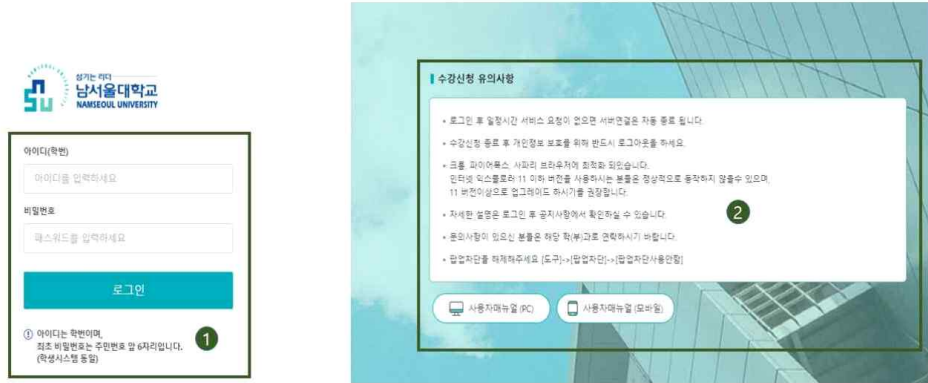 섬기는 리더
남서울대학교
NAMSEOUL UNIVERSITY
아이디(학번)
아이디를 입력하세요
비밀번호
패스워드를 입력하세요
로그인
① 아이디는 학번이며,
최초 비밀번호는 주민번호 앞 6자리입니다.
(학생시스템 동일)
1
수강신청 유의사항
• 로그인 후 일정시간 서비스 요청이 없으면 서버연결은 자동 종료 됩니다.
• 수강신청 종료 후 개인정보 보호를 위해 반드시 로그아웃을 하세요.
• 크롬, 파이어폭스, 사파리 브라우저에 최적화 되있습니다.
인터넷 익스플로러 11 이하 버전을 사용하시는 분들은 정상적으로 동작하지 않을수 있으며,
11 버전이상으로 업그레이드 하시기를 권장합니다.
• 자세한 설명은 로그인 후 공지사항에서 확인하실 수 있습니다.
• 문의사항이 있으신 분들은 해당 학(부)과로 연락하시기 바랍니다.
• 팝업차단을 해제해주세요 [도구]->[팝업차단]->[팝업차단사용안함]
2
사용자매뉴얼 (PC)
사용자매뉴얼 (모바일)